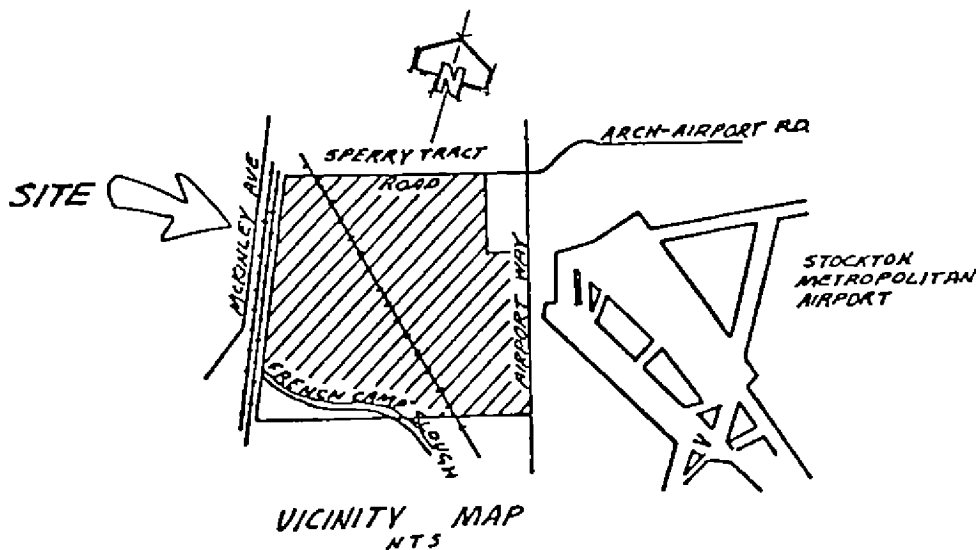 N
ARCH-AIRPORT RD.
SPERRY TRACT
ROAD
SITE
MCKINLEY AVE
AIRPORT WAY
STOCKTON
METROPOLITAN
AIRPORT
FRENCH CAMP SLOUGH
VICINITY MAP
NTS